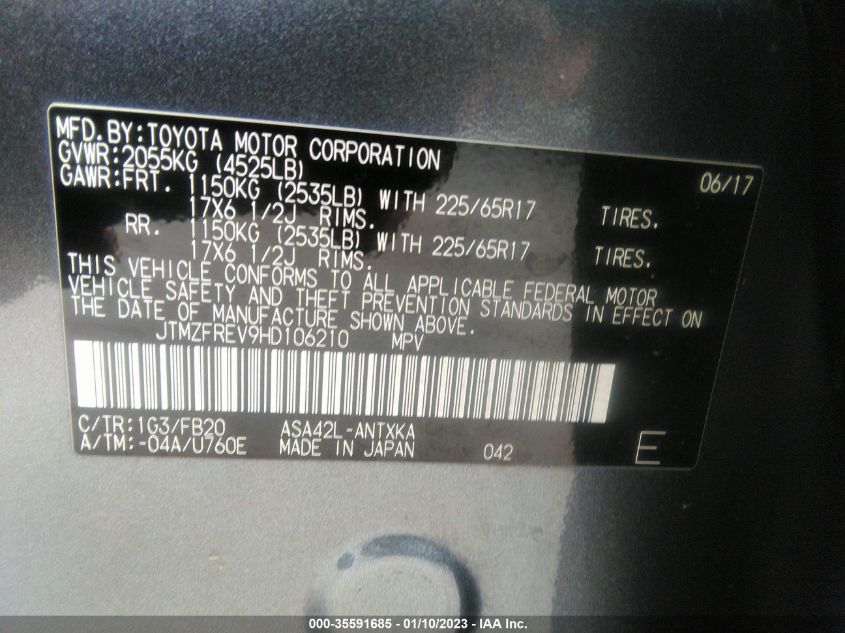 MFD.BY:TOYOTA MOTOR CORPORATION 06/17
GVWR:2055KG (4525LB)
GAWR:FRT. 1150KG (2535LB) WITH 225/65R17 TIRES.
17X6 1/2J RIMS.
RR. 1150KG (2535LB) WITH 225/65R17 TIRES.
17X6 1/2J RIMS.
THIS VEHICLE CONFORMS TO ALL APPLICABLE FEDERAL MOTOR
VEHICLE SAFETY AND THEFT PREVENTION STANDARDS IN EFFECT ON
THE DATE OF MANUFACTURE SHOWN ABOVE.
JTMZFREV9HD106210 MPV
C/TR:1G3/FB20 ASA42L-ANTXKA
A/TM:-04A/U760E MADE IN JAPAN 042 E
000-35591685 - 01/10/2023 - © IAA Inc.